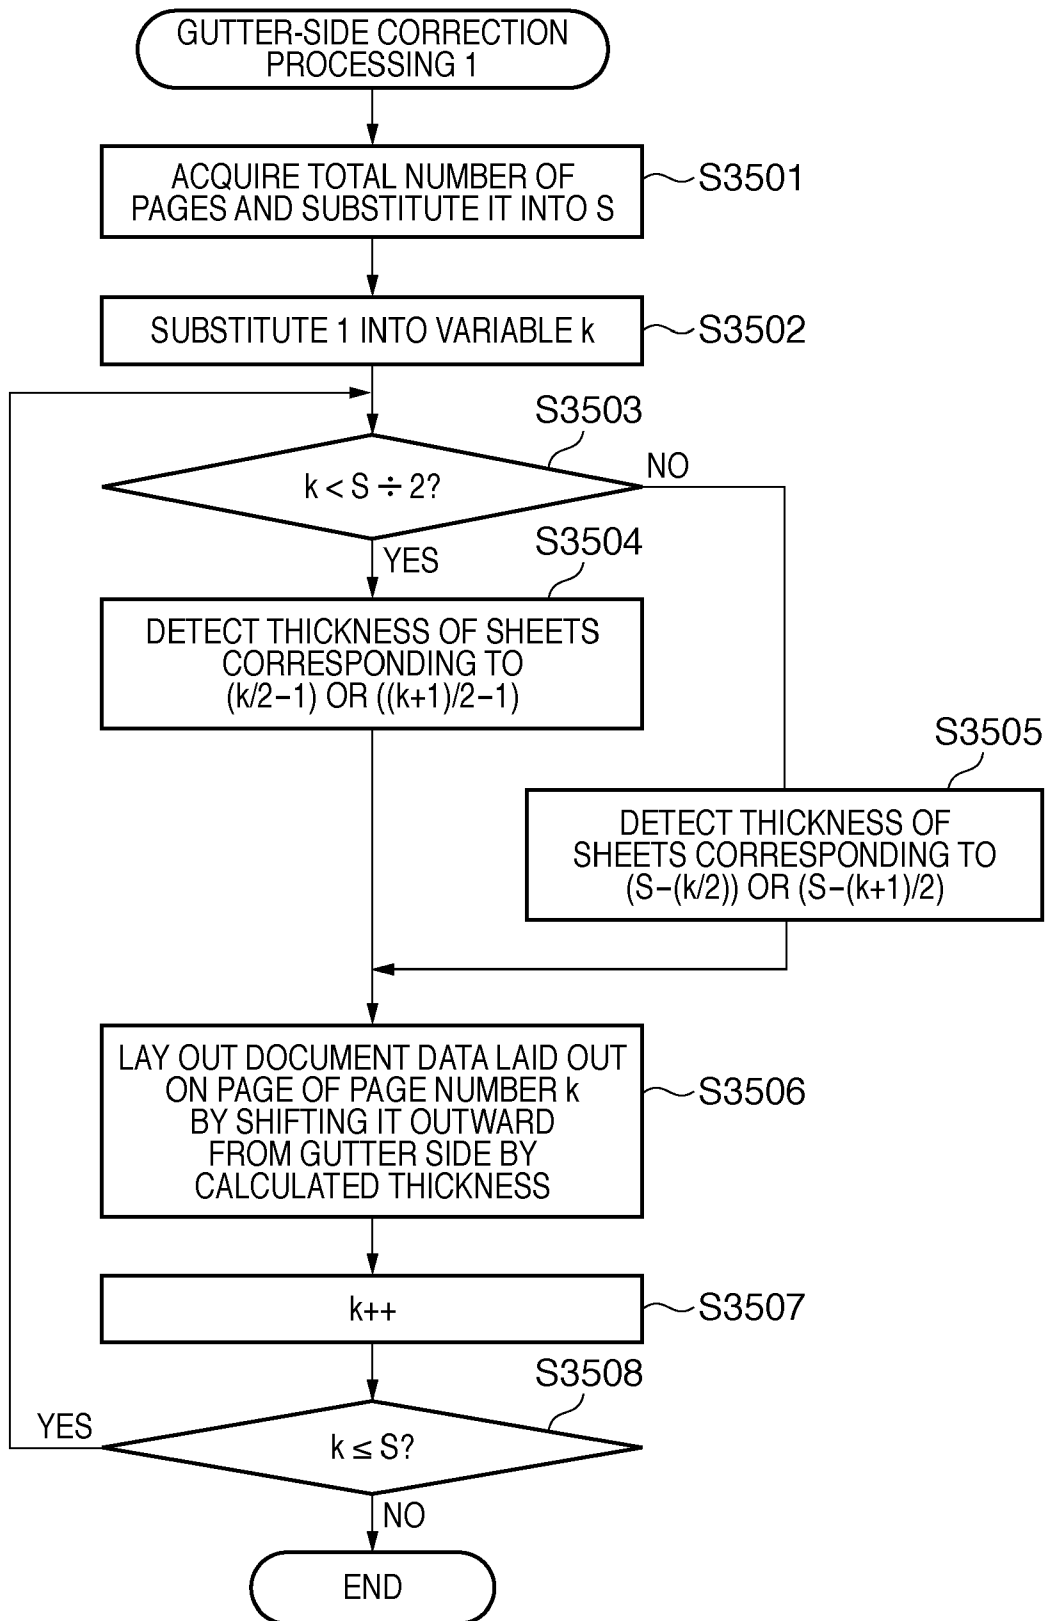 GUTTER-SIDE CORRECTION
PROCESSING 1
ACQUIRE TOTAL NUMBER OF
PAGES AND SUBSTITUTE IT INTO S
S3501
SUBSTITUTE 1 INTO VARIABLE k
S3502
S3503
k < S ÷ 2?
NO
YES
S3504
DETECT THICKNESS OF SHEETS
CORRESPONDING TO
(k/2−1) OR ((k+1)/2−1)
S3505
DETECT THICKNESS OF
SHEETS CORRESPONDING TO
(S−(k/2)) OR (S−(k+1)/2)
LAY OUT DOCUMENT DATA LAID OUT
ON PAGE OF PAGE NUMBER k
BY SHIFTING IT OUTWARD
FROM GUTTER SIDE BY
CALCULATED THICKNESS
S3506
k++
S3507
S3508
YES
k ≤ S?
NO
END